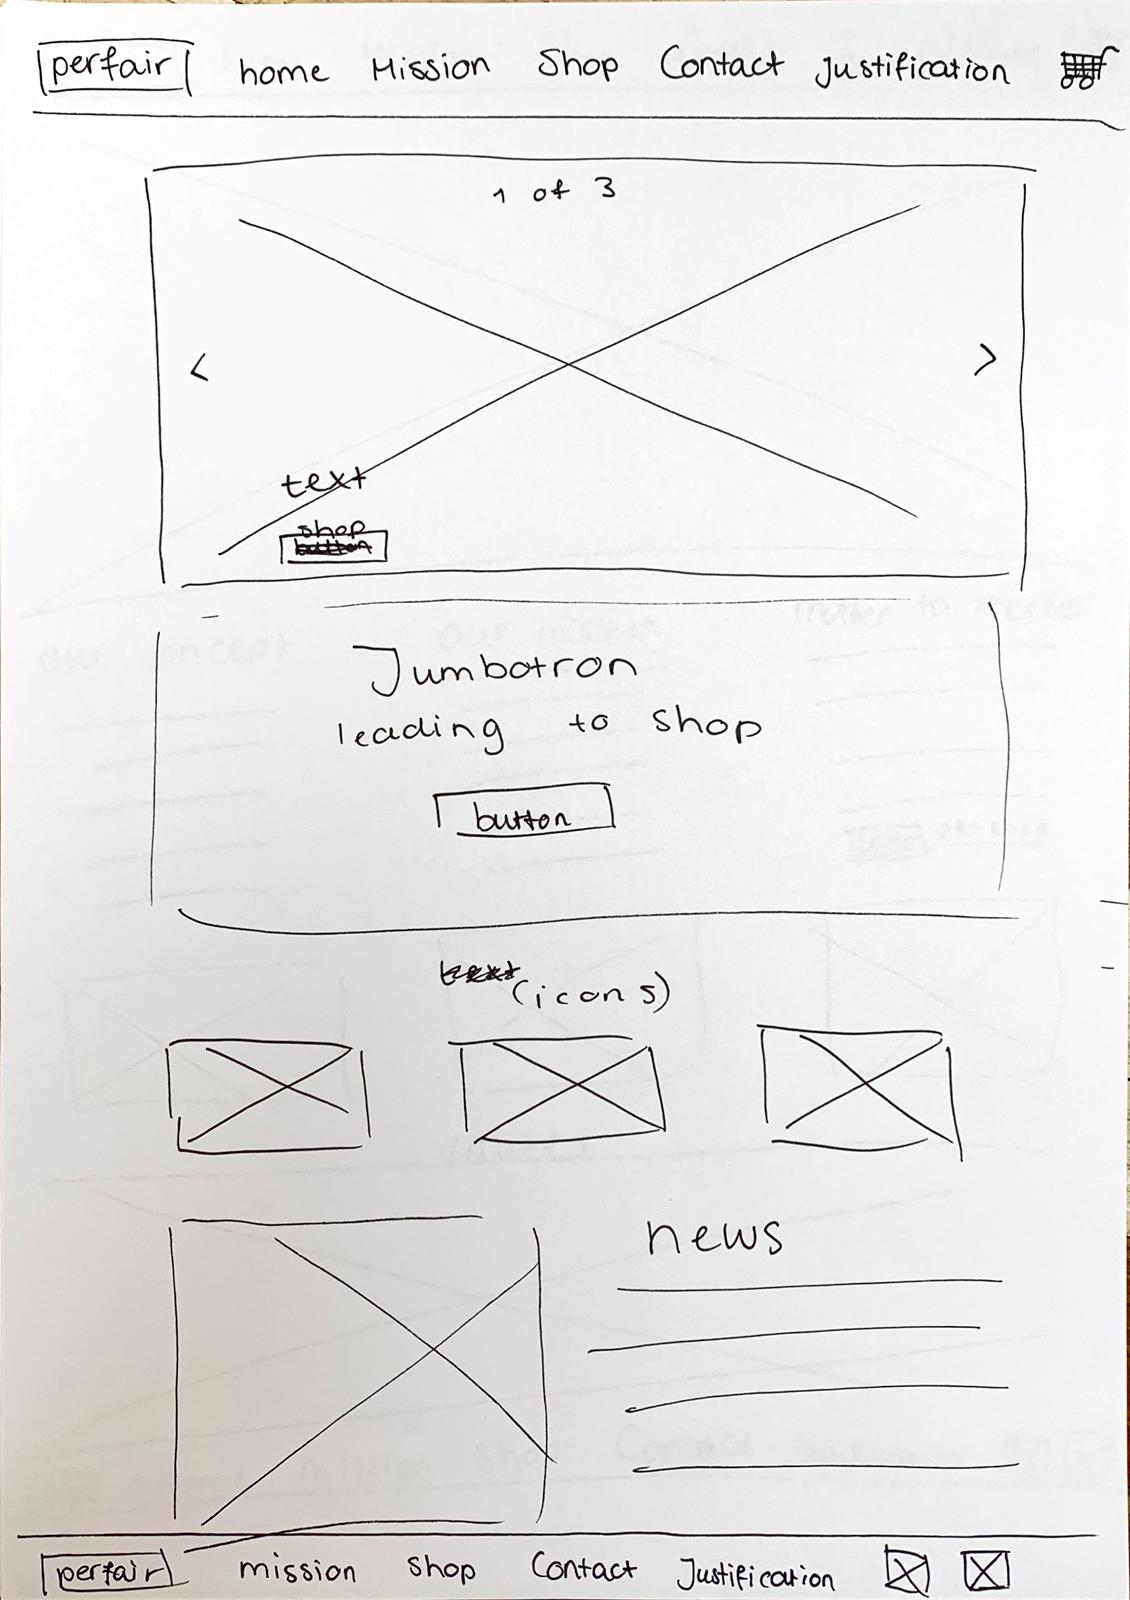 perfair home Mission Shop Contact Justification
1 of 3
< >
text
shop
button
Jumbotron
leading to shop
button
text (icons)
news
perfair mission shop Contact Justification